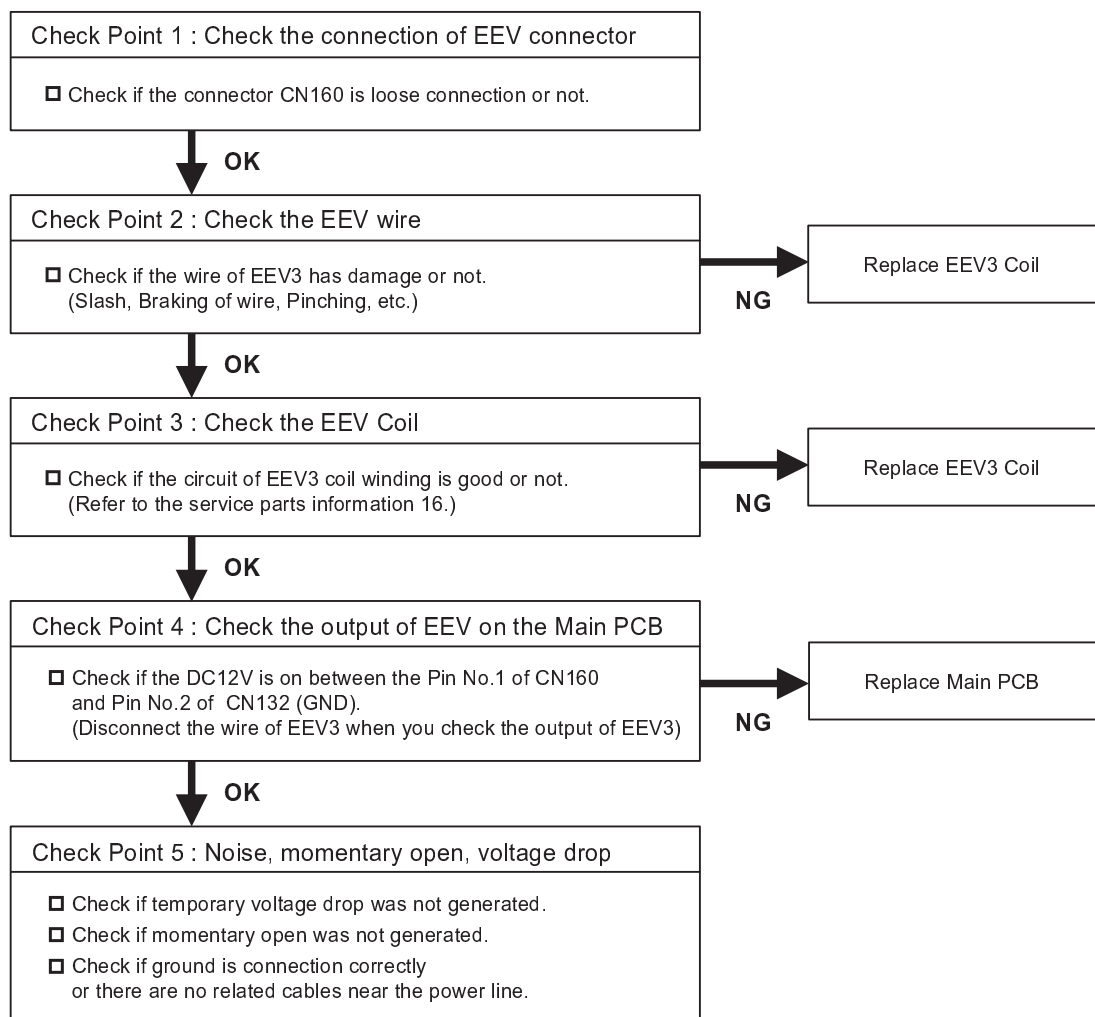 Check Point 1 : Check the connection of EEV connector
Check if the connector CN160 is loose connection or not.
OK
Check Point 2 : Check the EEV wire
Check if the wire of EEV3 has damage or not.
(Slash, Braking of wire, Pinching, etc.)
NG
Replace EEV3 Coil
OK
Check Point 3 : Check the EEV Coil
Check if the circuit of EEV3 coil winding is good or not.
(Refer to the service parts information 16.)
NG
Replace EEV3 Coil
OK
Check Point 4 : Check the output of EEV on the Main PCB
Check if the DC12V is on between the Pin No.1 of CN160
and Pin No.2 of CN132 (GND).
(Disconnect the wire of EEV3 when you check the output of EEV3)
NG
Replace Main PCB
OK
Check Point 5 : Noise, momentary open, voltage drop
Check if temporary voltage drop was not generated.
Check if momentary open was not generated.
Check if ground is connection correctly
or there are no related cables near the power line.